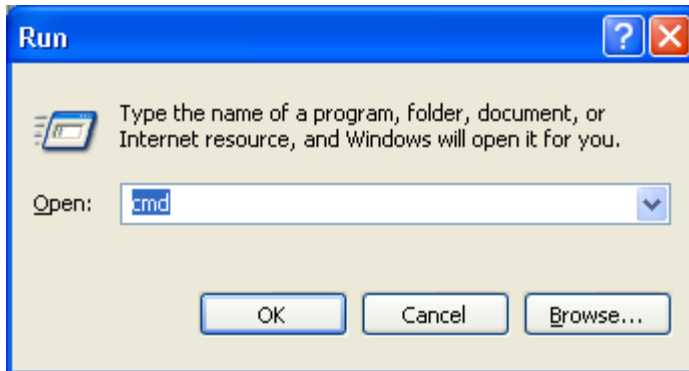 Run
?
Type the name of a program, folder, document, or
Internet resource, and Windows will open it for you.
Open: cmd
OK Cancel Browse...